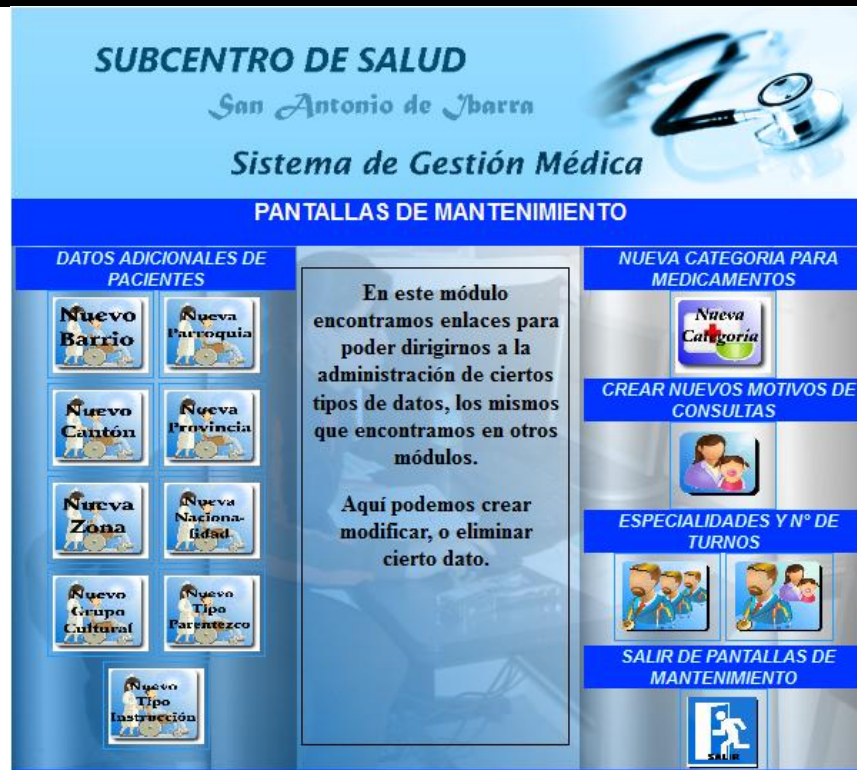 SUBCENTRO DE SALUD
San Antonio de Ybarra
Sistema de Gestión Médica
PANTALLAS DE MANTENIMIENTO
DATOS ADICIONALES DE
PACIENTES
Nuevo
Barrio
Nueva
Parroquia
Nuevo
Cantón
Nueva
Provincia
Nueva
Zona
Nueva
Naciona-
lidad
Nuevo
Grupo
Cultural
Nuevo
Tipo
Parentezco
Nuevo
Tipo
Instrucción
En este módulo
encontramos enlaces para
poder dirigirnos a la
administración de ciertos
tipos de datos, los mismos
que encontramos en otros
módulos.
Aquí podemos crear
modificar, o eliminar
cierto dato.
NUEVA CATEGORIA PARA
MEDICAMENTOS
Nueva
Categoría
CREAR NUEVOS MOTIVOS DE
CONSULTAS
ESPECIALIDADES Y Nº DE
TURNOS
SALIR DE PANTALLAS DE
MANTENIMIENTO
SALIR